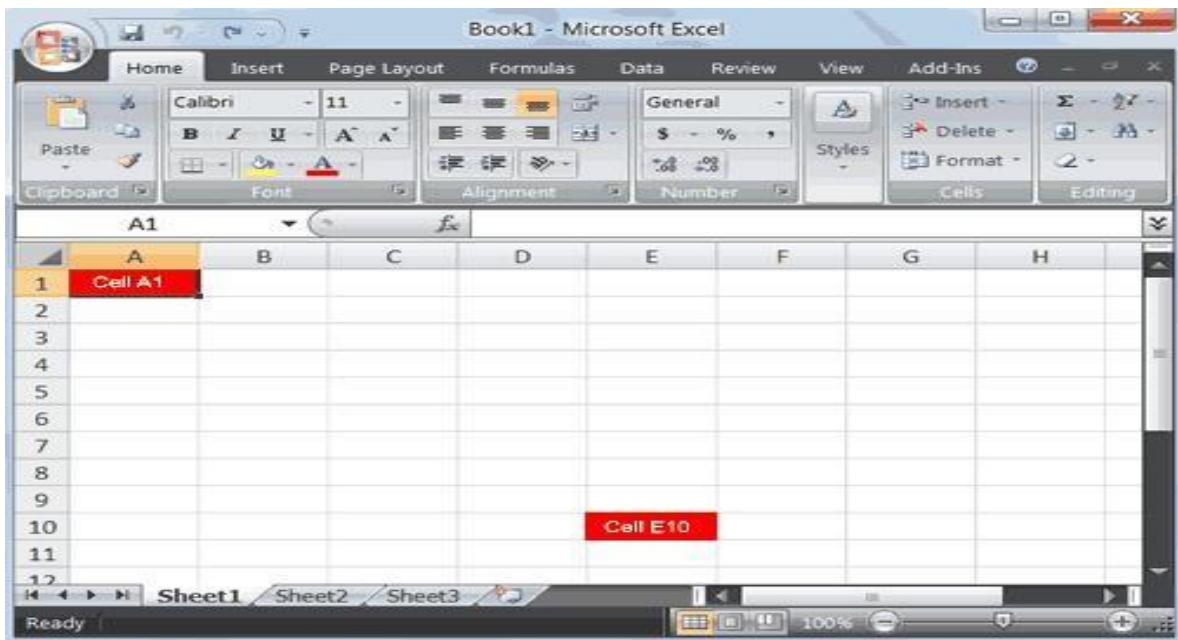 Book1 - Microsoft Excel
Home Insert Page Layout Formulas Data Review View Add-Ins
Calibri 11 General Insert Σ
Paste B I U A A $ % , Styles Delete
A .00 Format
Clipboard Font Alignment Number Cells Editing
A1 fx
A B C D E F G H
1 Cell A1
2
3
4
5
6
7
8
9
10 Cell E10
11
12
Sheet1 Sheet2 Sheet3
Ready 100%